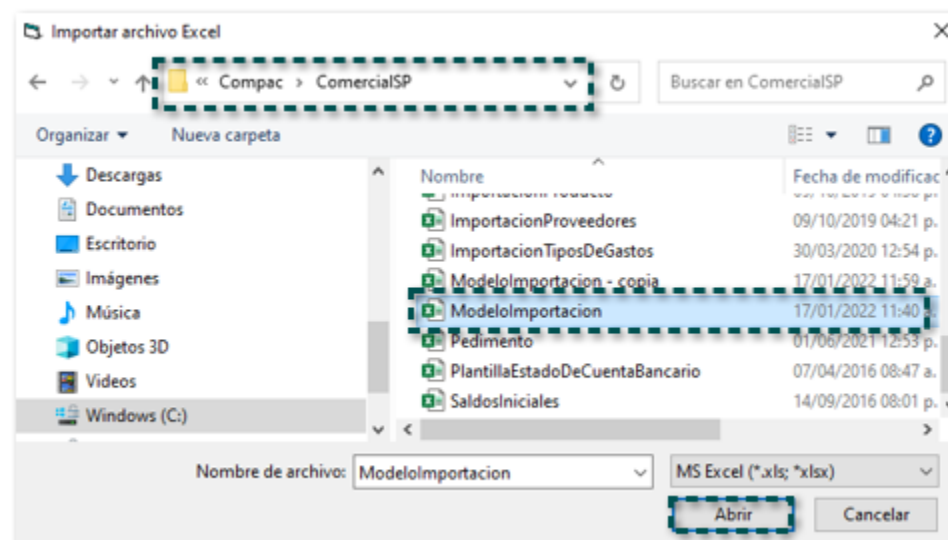 Importar archivo Excel
« Compac › ComercialSP
Buscar en ComercialSP
Organizar
Nueva carpeta
Descargas
Documentos
Escritorio
Imágenes
Música
Objetos 3D
Videos
Windows (C:)
Nombre
Fecha de modificac
ImportacionProducto
ImportacionProveedores 09/10/2019 04:21 p.
ImportacionTiposDeGastos 30/03/2020 12:54 p.
ModeloImportacion - copia 17/01/2022 11:59 a.
ModeloImportacion 17/01/2022 11:40 a.
Pedimento 01/06/2021 12:53 p.
PlantillaEstadoDeCuentaBancario 07/04/2016 08:47 a.
SaldosIniciales 14/09/2016 08:01 p.
Nombre de archivo: ModeloImportacion
MS Excel (*.xls; *xlsx)
Abrir
Cancelar